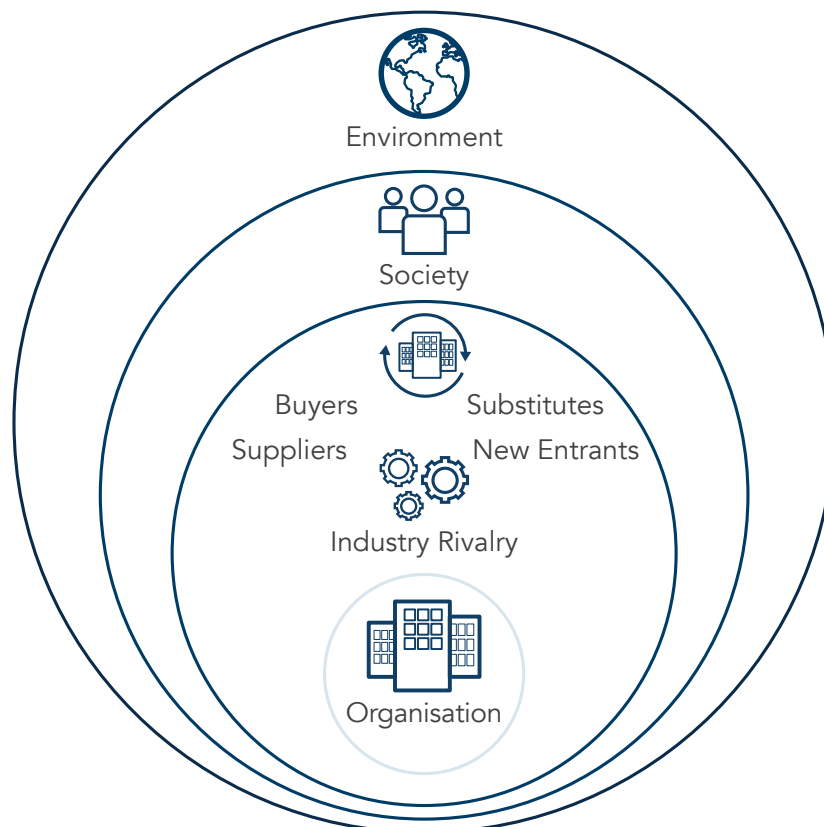 Environment
Society
Buyers
Substitutes
Suppliers
New Entrants
Industry Rivalry
Organisation